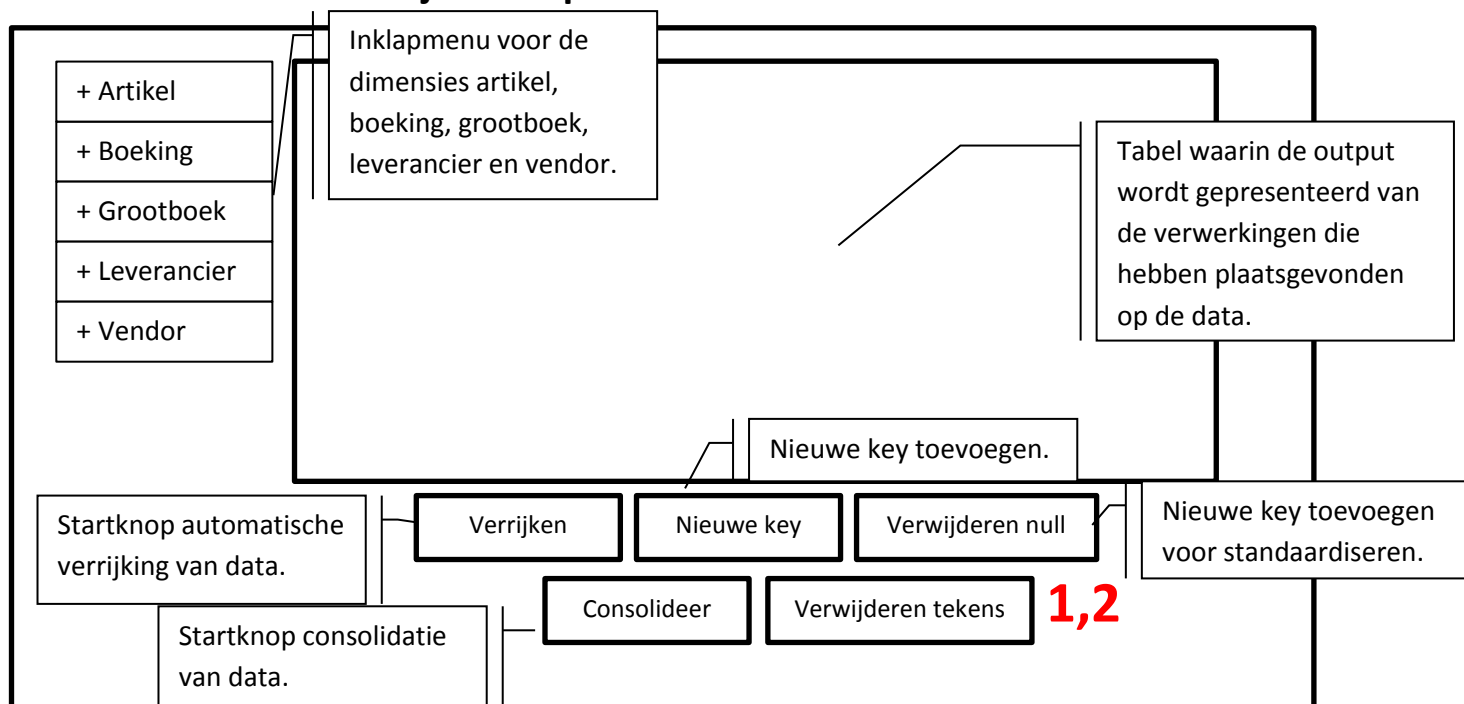 Inklapmenu voor de
dimensies artikel,
boeking, grootboek,
leverancier en vendor.
+ Artikel
+ Boeking
+ Grootboek
+ Leverancier
+ Vendor
Tabel waarin de output
wordt gepresenteerd van
de verwerkingen die
hebben plaatsgevonden
op de data.
Nieuwe key toevoegen.
Startknop automatische
verrijking van data.
Verrijken
Nieuwe key
Verwijderen null
Nieuwe key toevoegen
voor standaardiseren.
Startknop consolidatie
van data.
Consolideer
Verwijderen tekens
1,2